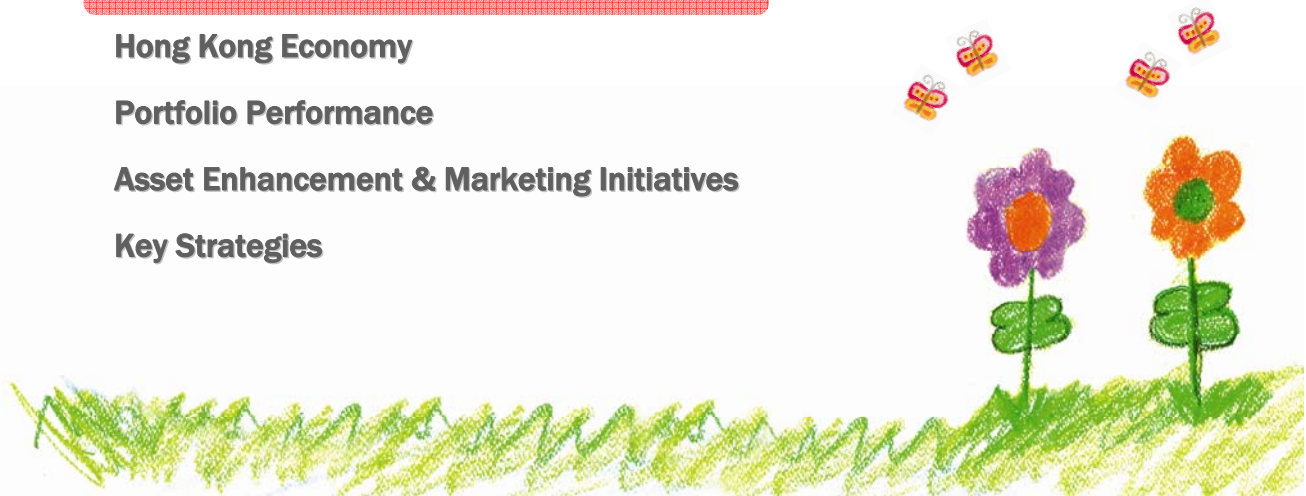 Hong Kong Economy
Portfolio Performance
Asset Enhancement & Marketing Initiatives
Key Strategies